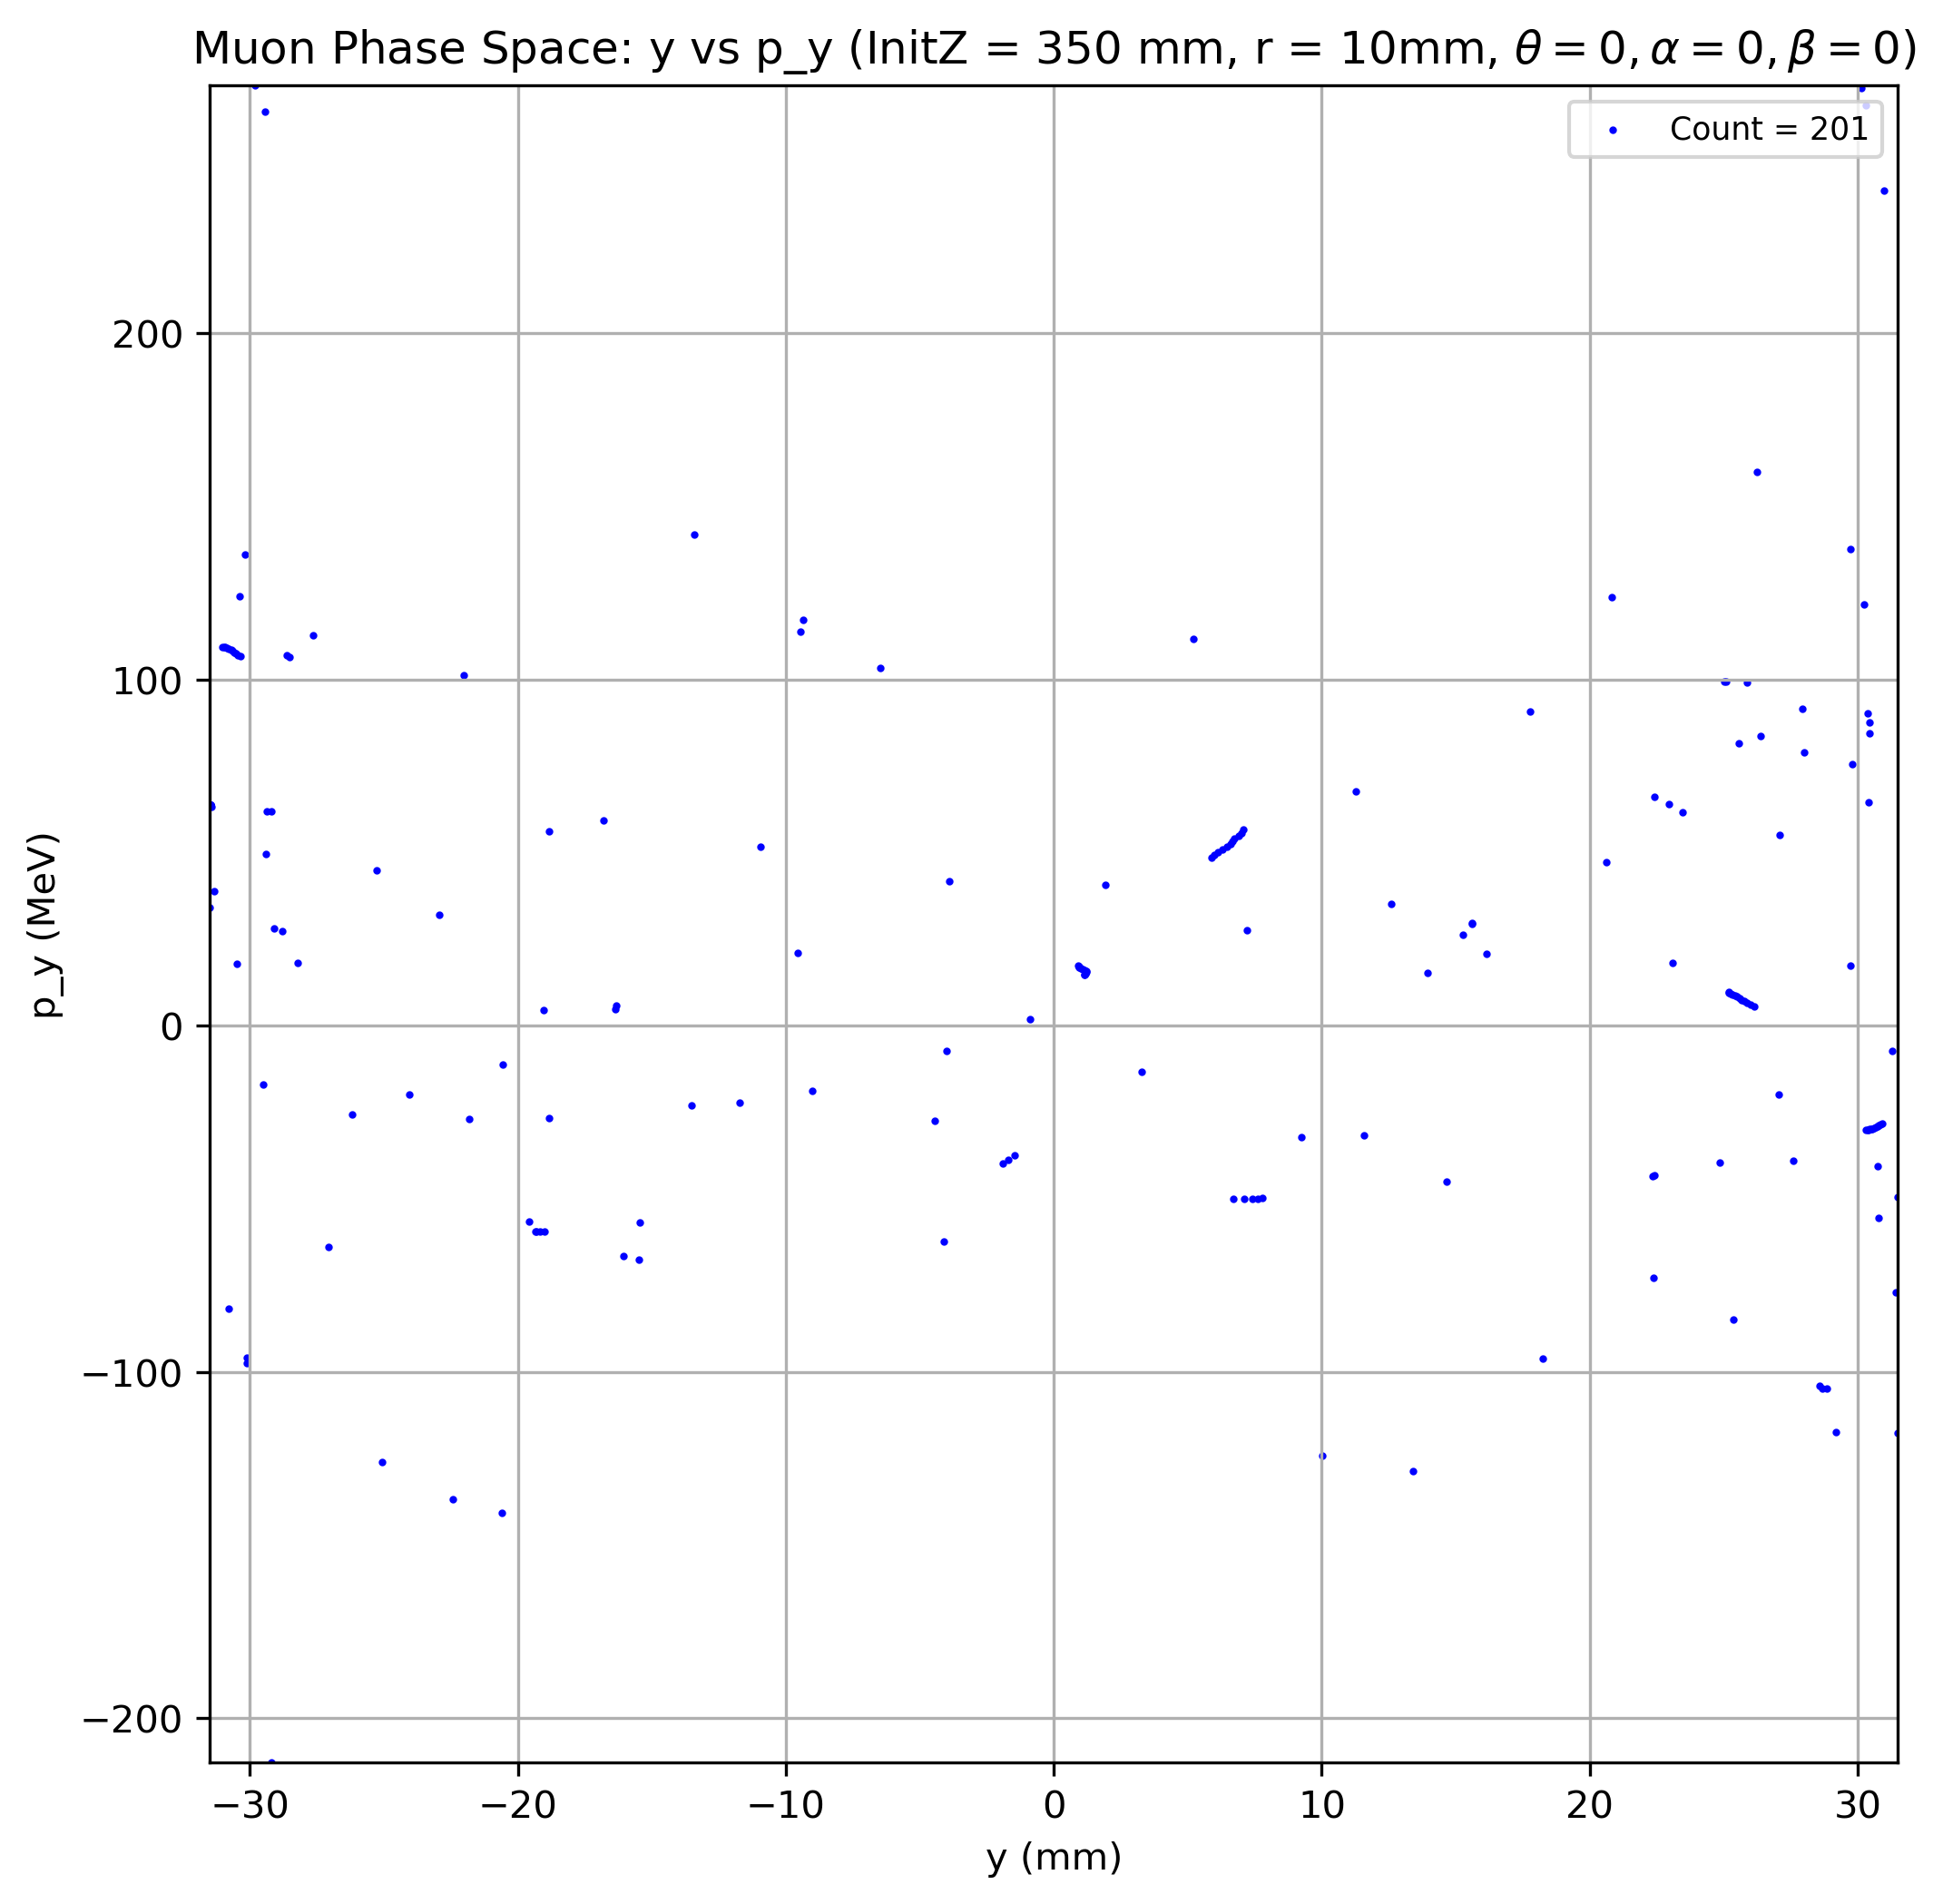 Muon Phase Space: y vs p_y (InitZ = 350 mm, r = 10mm, θ = 0, α = 0, β = 0)
Count = 201
200
100
0
−100
−200
p_y (MeV)
−30 −20 −10 0 10 20 30
y (mm)